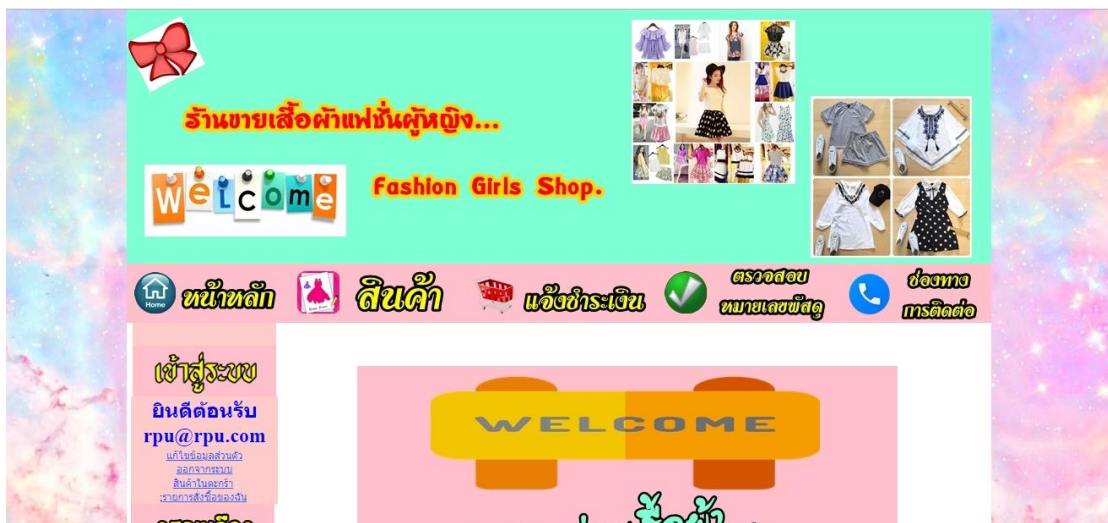 ร้านขายเสื้อผ้าแฟชั่นผู้หญิง...
Welcome
Fashion Girls Shop.
Home
หน้าหลัก
สินค้า
แจ้งชำระเงิน
ตรวจสอบ
หมายเลขพัสดุ
ช่องทาง
การติดต่อ
เข้าสู่ระบบ
ยินดีต้อนรับ
rpu@rpu.com
แก้ไขข้อมูลส่วนตัว
ออกจากระบบ
สินค้าในตะกร้า
;รายการสั่งซื้อของฉัน
WELCOME